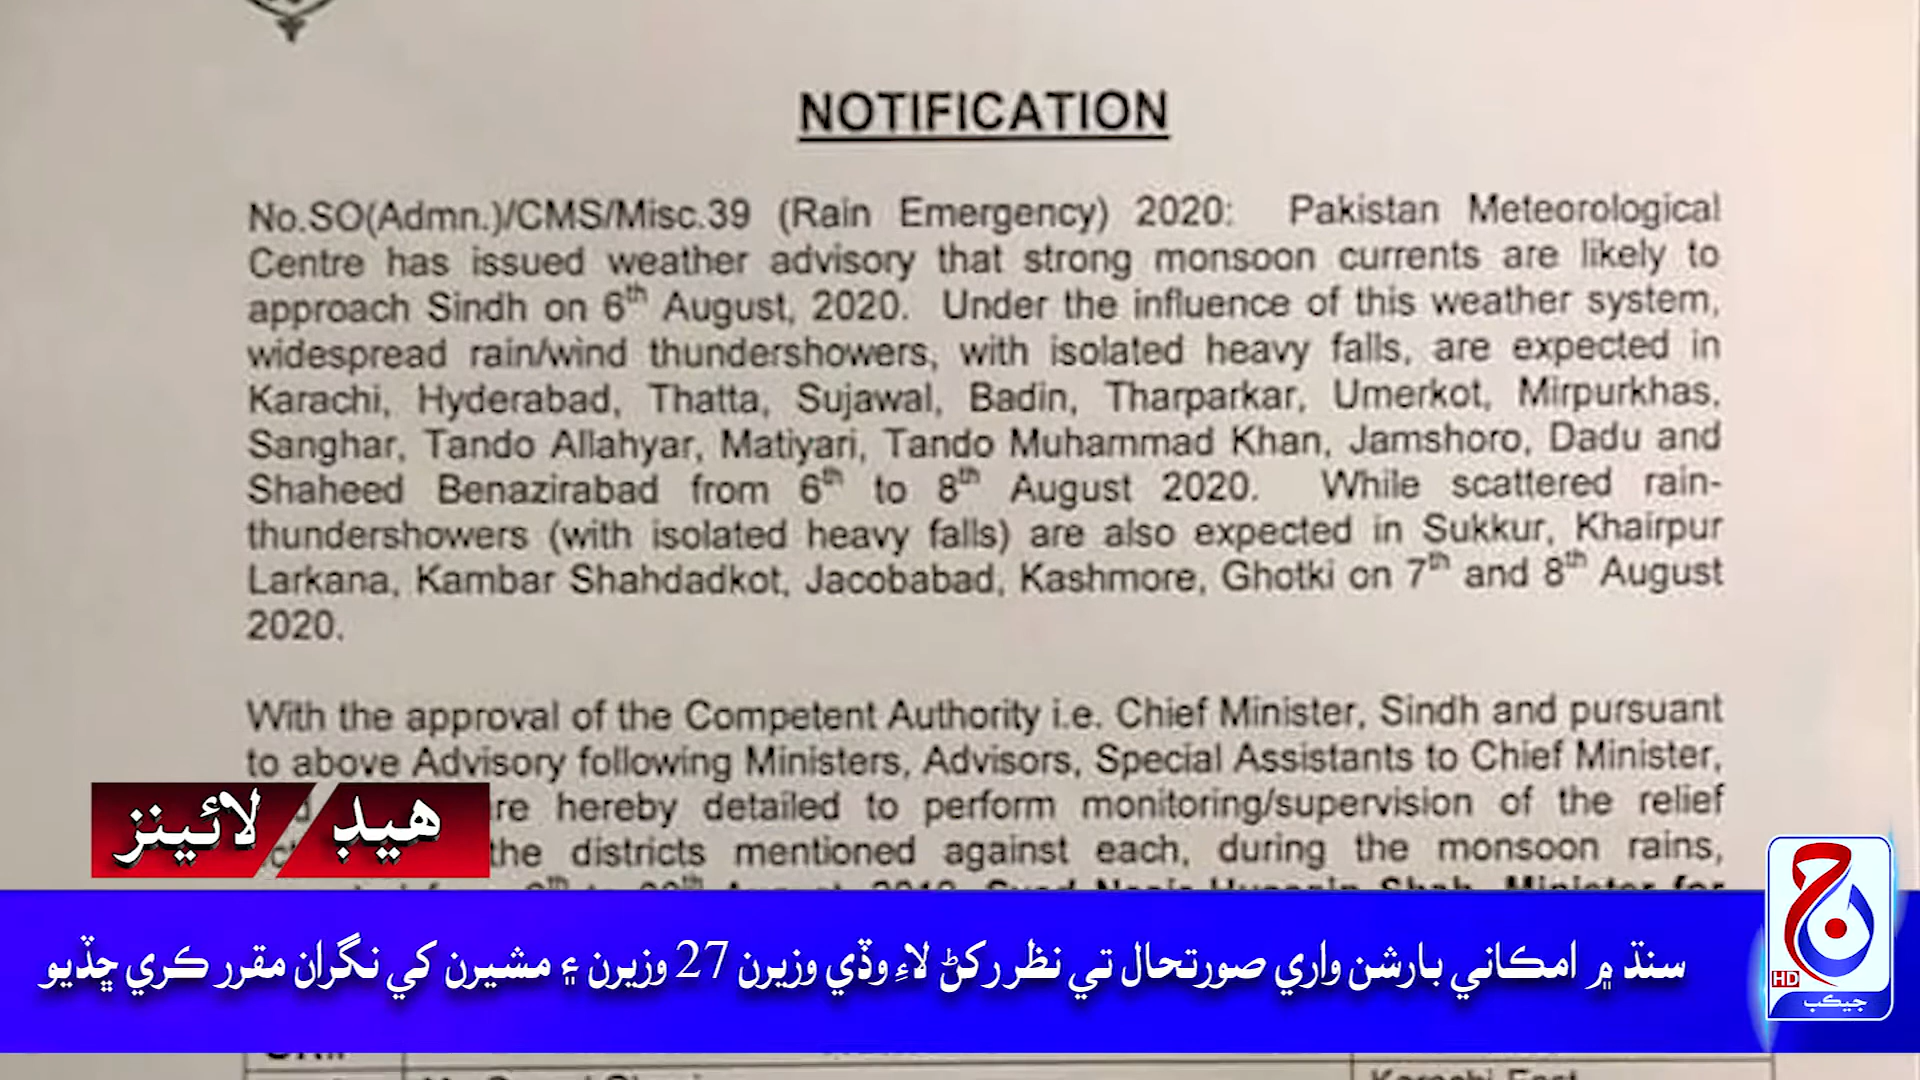 NOTIFICATION
No.SO(Admn.)/CMS/Misc.39 (Rain Emergency) 2020: Pakistan Meteorological
Centre has issued weather advisory that strong monsoon currents are likely to
approach Sindh on 6th August, 2020. Under the influence of this weather system,
widespread rain/wind thundershowers, with isolated heavy falls, are expected in
Karachi, Hyderabad, Thatta, Sujawal, Badin, Tharparkar, Umerkot, Mirpurkhas,
Sanghar, Tando Allahyar, Matiyari, Tando Muhammad Khan, Jamshoro, Dadu and
Shaheed Benazirabad from 6th to 8th August 2020. While scattered rain-
thundershowers (with isolated heavy falls) are also expected in Sukkur, Khairpur
Larkana, Kambar Shahdadkot, Jacobabad, Kashmore, Ghotki on 7th and 8th August
2020.
With the approval of the Competent Authority i.e. Chief Minister, Sindh and pursuant
to above Advisory following Ministers, Advisors, Special Assistants to Chief Minister,
hereby detailed to perform monitoring/supervision of the relief
the districts mentioned against each, during the monsoon rains,
هيڊ لائينز
سنڌ ۾ امڪاني بارشن واري صورتحال تي نظر رکڻ لاءِ وڏي وزيرن 27 وزيرن ۽ مشيرن کي نگران مقرر ڪري ڇڏيو
HD
جيڪب
Karachi East